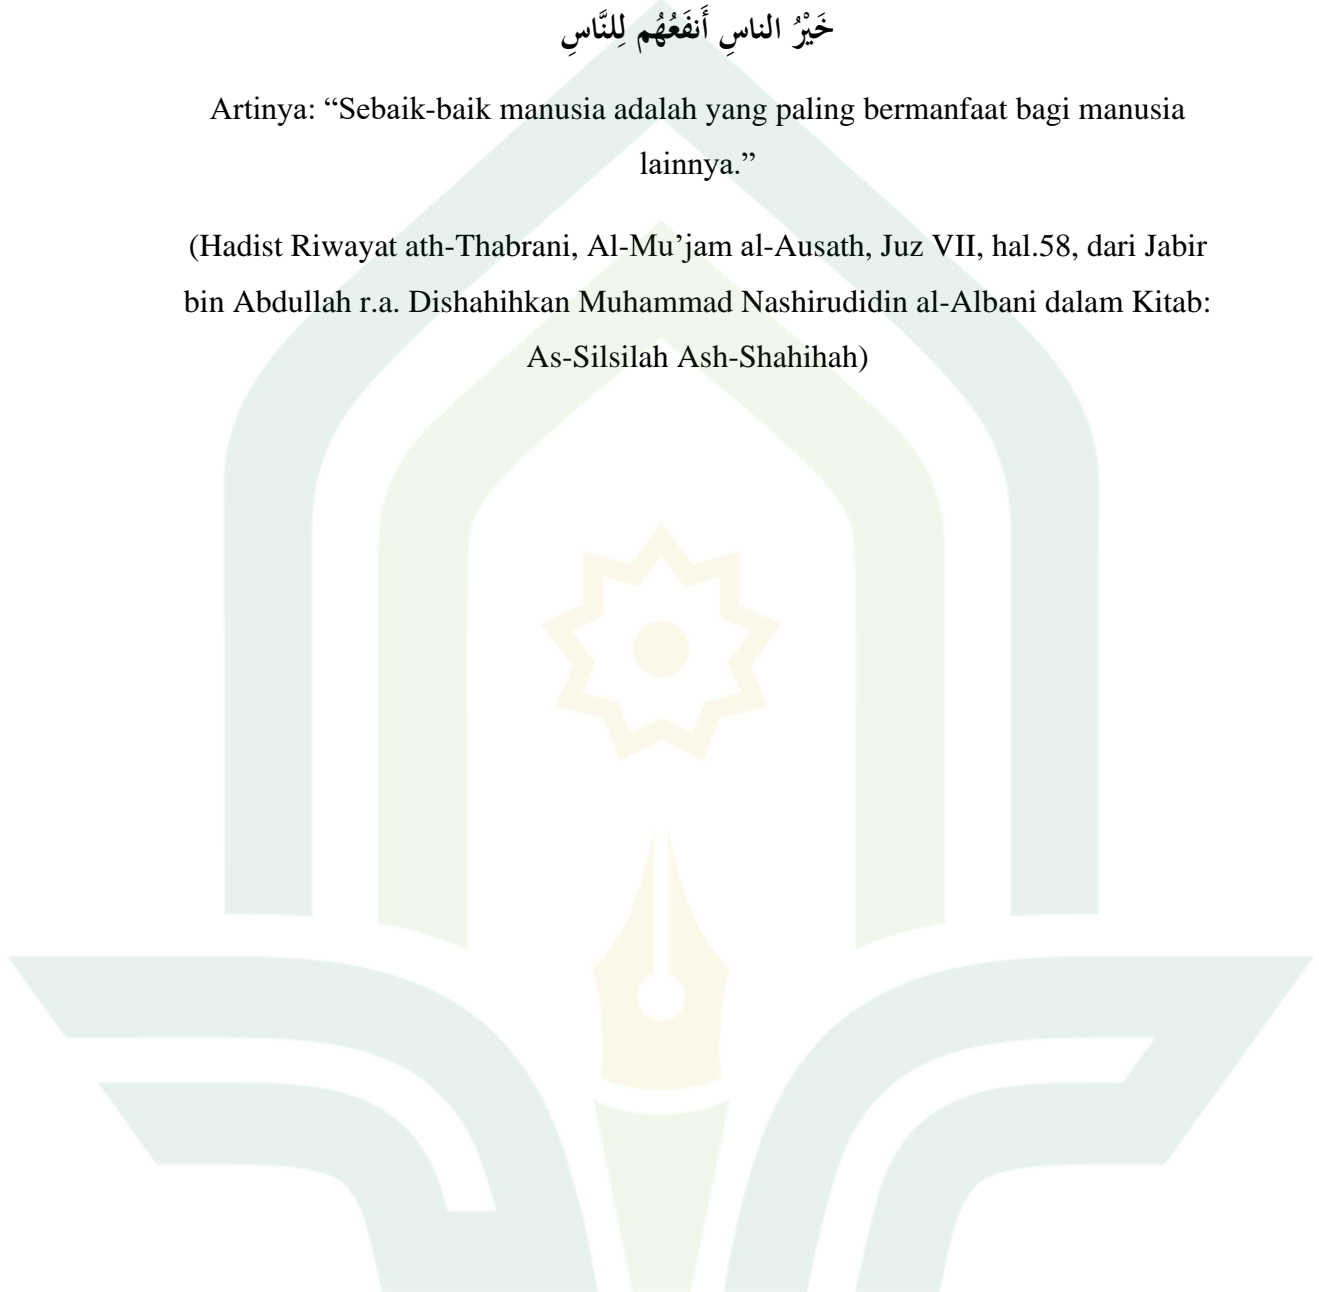 خَيْرُ الناسِ أَنفَعُهُم لِلنَّاسِ
Artinya: “Sebaik-baik manusia adalah yang paling bermanfaat bagi manusia
lainnya.”
(Hadist Riwayat ath-Thabrani, Al-Mu’jam al-Ausath, Juz VII, hal.58, dari Jabir
bin Abdullah r.a. Dishahihkan Muhammad Nashirudidin al-Albani dalam Kitab:
As-Silsilah Ash-Shahihah)